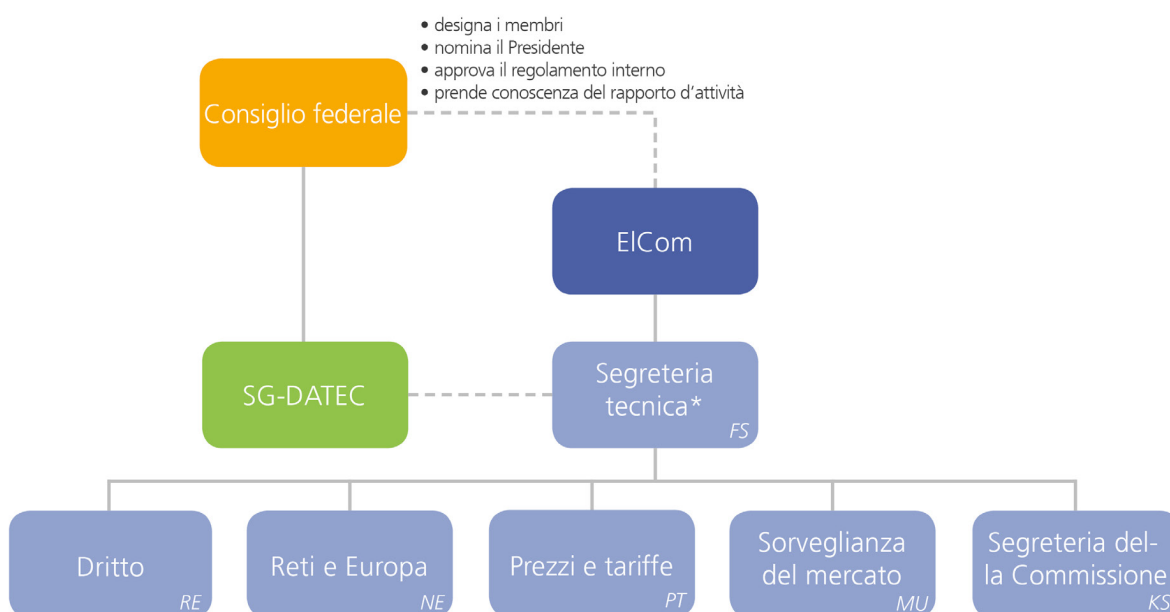 • designa i membri
• nomina il Presidente
• approva il regolamento interno
• prende conoscenza del rapporto d'attività
Consiglio federale
ElCom
SG-DATEC
Segreteria
tecnica*
FS
Dritto
RE
Reti e Europa
NE
Prezzi e tariffe
PT
Sorveglianza
del mercato
MU
Segreteria del-
la Commissione
KS